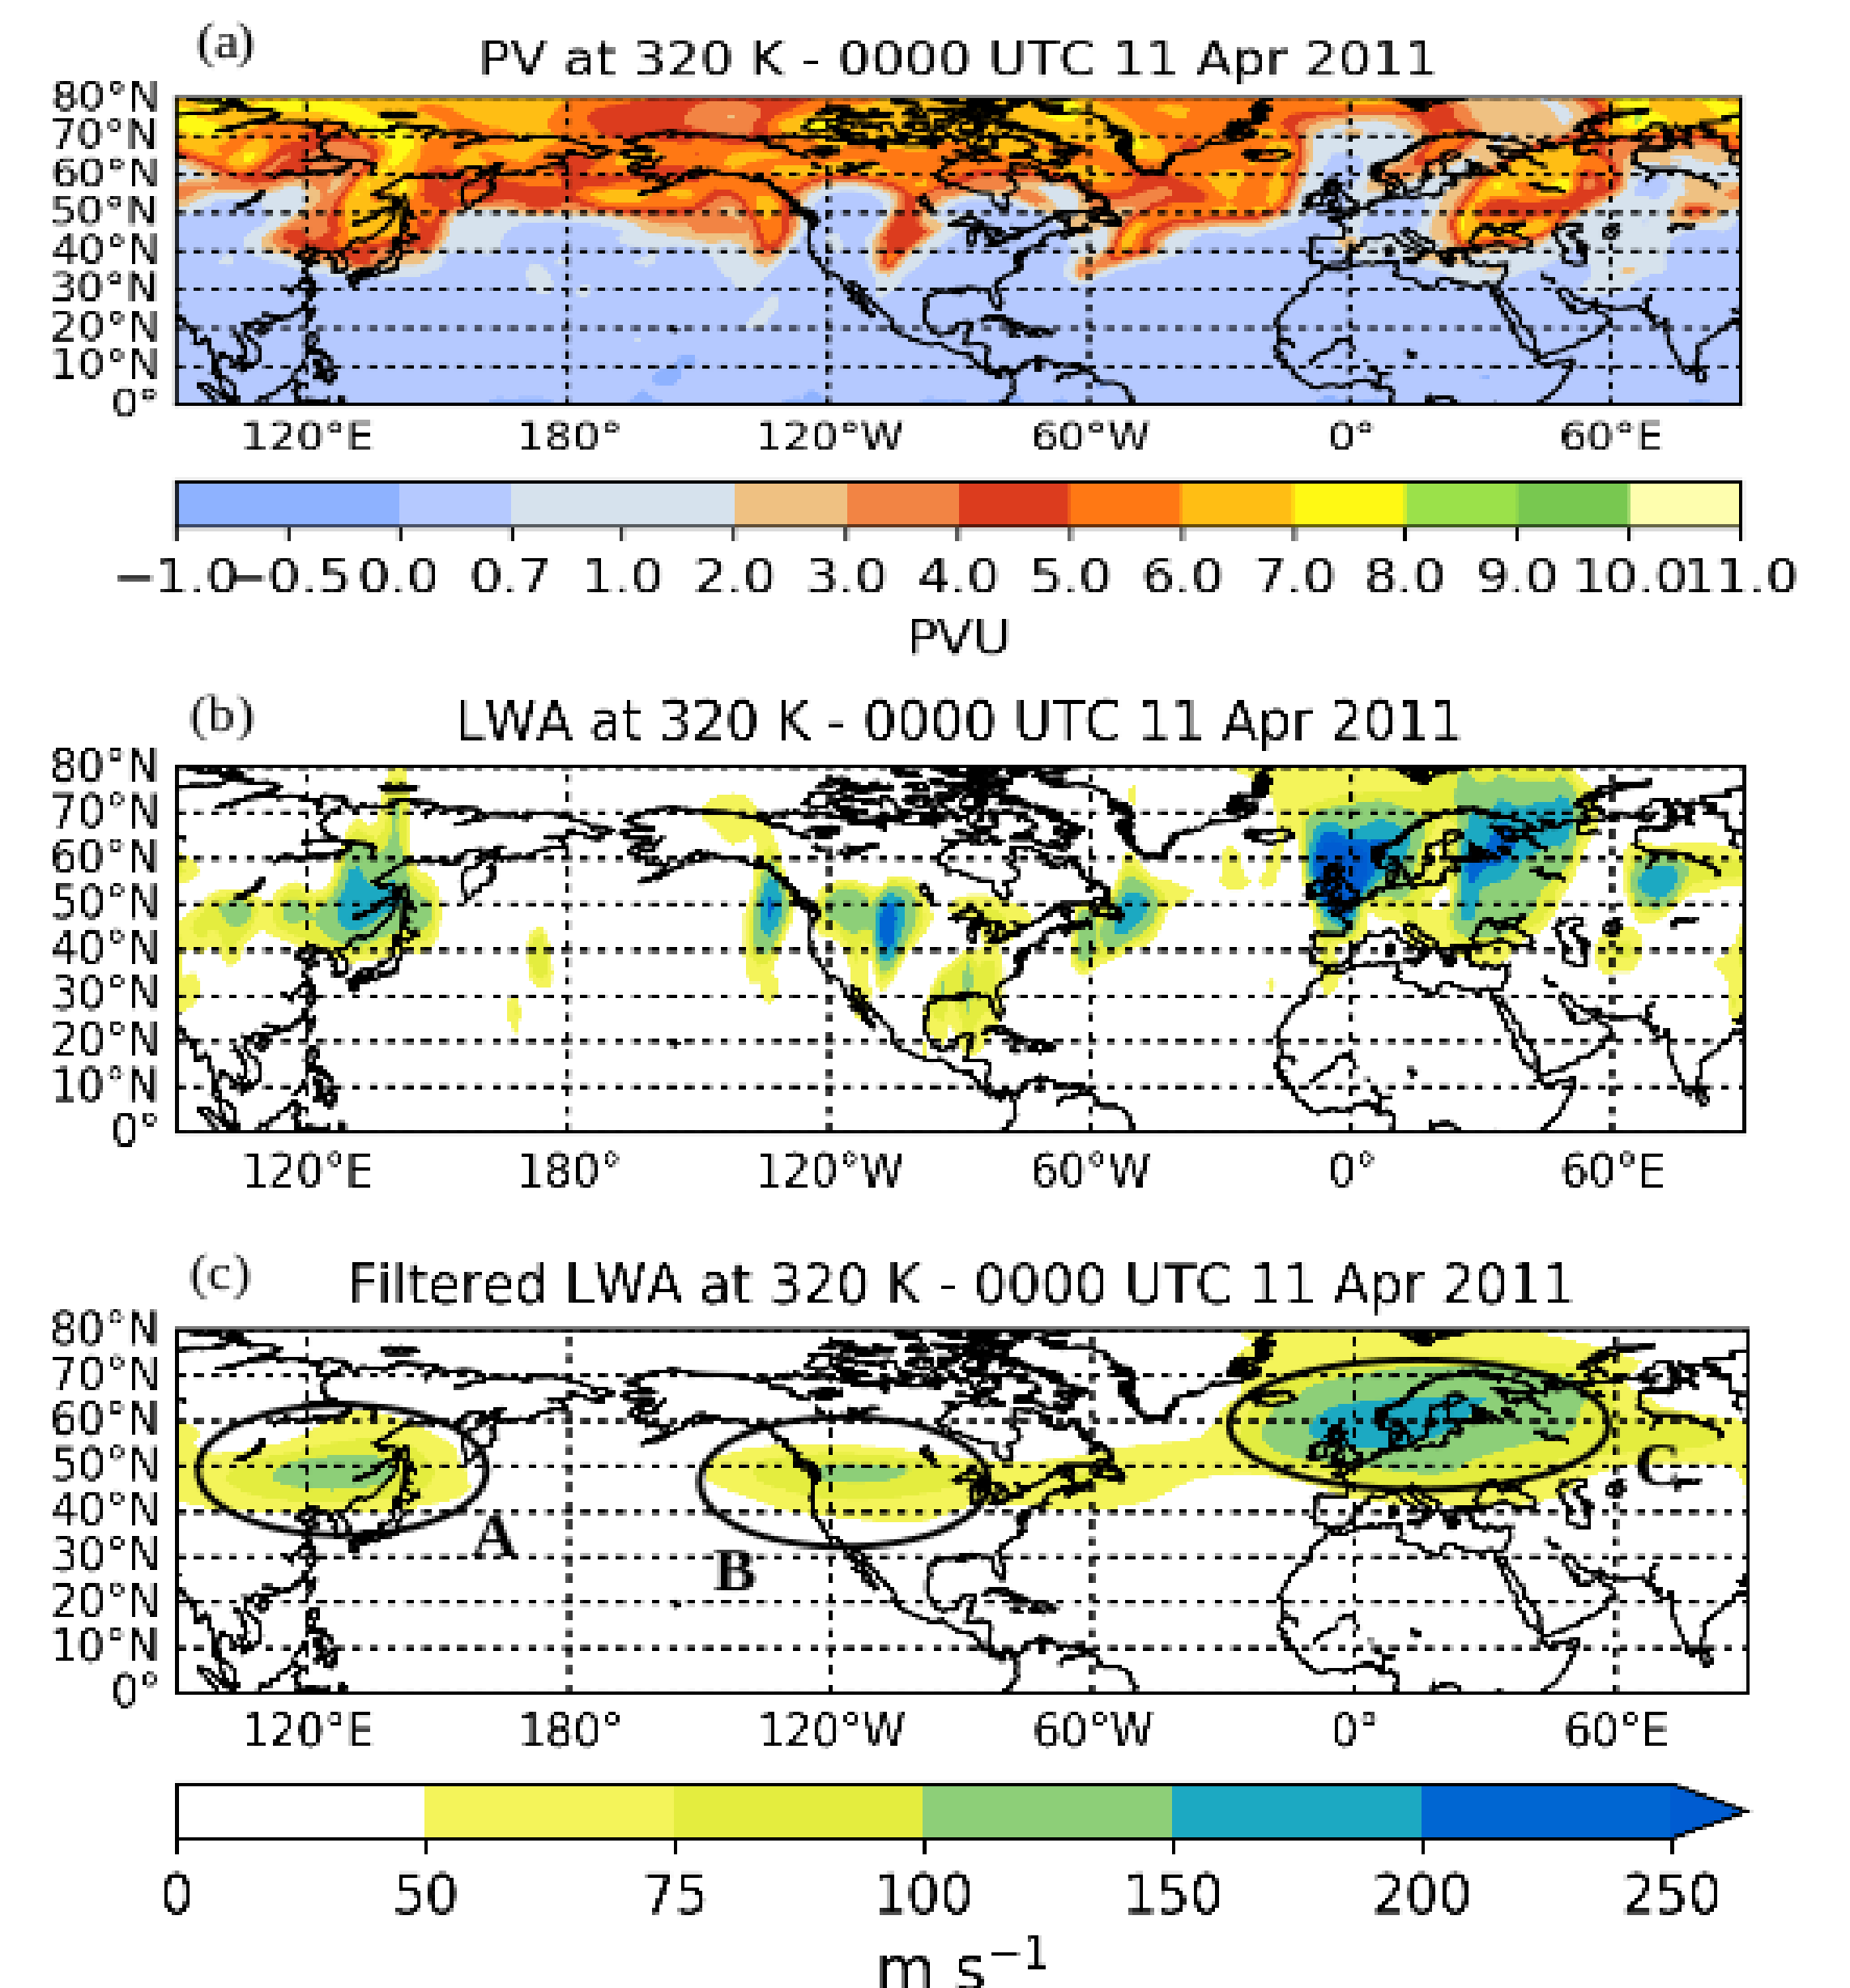 (a)
PV at 320 K - 0000 UTC 11 Apr 2011
80°N
70°N
60°N
50°N
40°N
30°N
20°N
10°N
0°
120°E 180° 120°W 60°W 0° 60°E
−1.0 −0.5 0.0 0.7 1.0 2.0 3.0 4.0 5.0 6.0 7.0 8.0 9.0 10.0 11.0
PVU
(b)
LWA at 320 K - 0000 UTC 11 Apr 2011
80°N
70°N
60°N
50°N
40°N
30°N
20°N
10°N
0°
120°E 180° 120°W 60°W 0° 60°E
(c)
Filtered LWA at 320 K - 0000 UTC 11 Apr 2011
80°N
70°N
60°N
50°N
40°N
30°N
20°N
10°N
0°
A
B
C
120°E 180° 120°W 60°W 0° 60°E
0 50 75 100 150 200 250
m s⁻¹